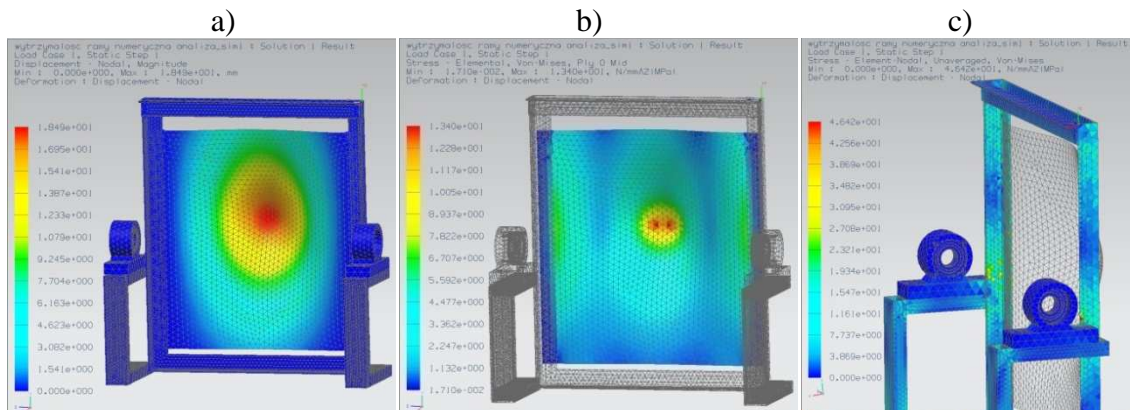 a)
b)
c)
wytrzymalosc ramy numeryczna analiza_sim1 : Solution 1 Result
Load Case 1, Static Step 1
Displacement - Nodal, Magnitude
Min : 0.000e+000, Max : 1.849e+001, mm
Deformation : Displacement - Nodal
1.849e+001
1.695e+001
1.541e+001
1.387e+001
1.233e+001
1.079e+001
9.245e+000
7.704e+000
6.163e+000
4.623e+000
3.082e+000
1.541e+000
0.000e+000
wytrzymalosc ramy numeryczna analiza_sim1 : Solution 1 Result
Load Case 1, Static Step 1
Stress - Elemental, Von-Mises, Ply 0 Mid
Min : 1.710e-002, Max : 1.340e+001, N/mm^2(MPa)
Deformation : Displacement - Nodal
1.340e+001
1.228e+001
1.117e+001
1.005e+001
8.937e+000
7.822e+000
6.707e+000
5.592e+000
4.477e+000
3.362e+000
2.247e+000
1.132e+000
1.710e-002
wytrzymalosc ramy numeryczna analiza_sim1 : Solution 1 Result
Load Case 1, Static Step 1
Stress - Element-Nodal, Unaveraged, Von-Mises
Min : 0.000e+000, Max : 4.642e+001, N/mm^2(MPa)
Deformation : Displacement - Nodal
4.642e+001
4.256e+001
3.869e+001
3.482e+001
3.095e+001
2.708e+001
2.321e+001
1.934e+001
1.547e+001
1.161e+001
7.737e+000
3.869e+000
0.000e+000